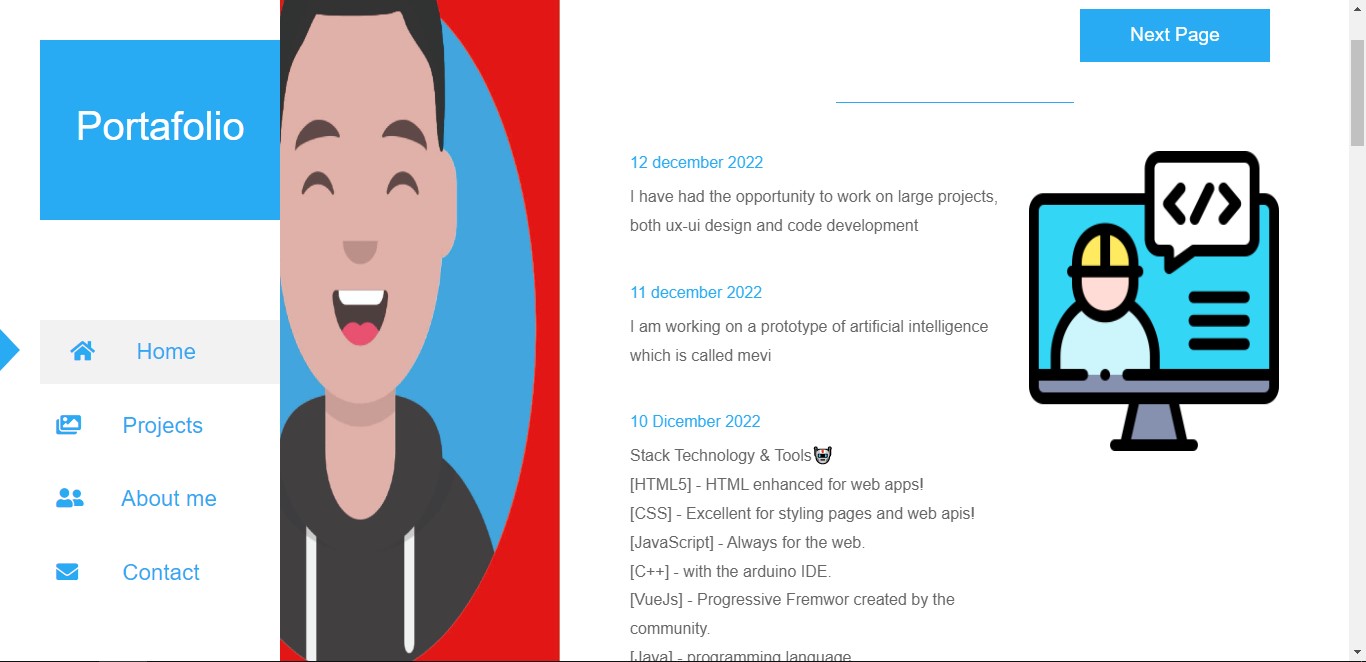 Portafolio
Home
Projects
About me
Contact
Next Page
12 december 2022
I have had the opportunity to work on large projects,
both ux-ui design and code development
11 december 2022
I am working on a prototype of artificial intelligence
which is called mevi
10 Dicember 2022
Stack Technology & Tools
[HTML5] - HTML enhanced for web apps!
[CSS] - Excellent for styling pages and web apis!
[JavaScript] - Always for the web.
[C++] - with the arduino IDE.
[VueJs] - Progressive Fremwor created by the
community.
[Java] - programming language